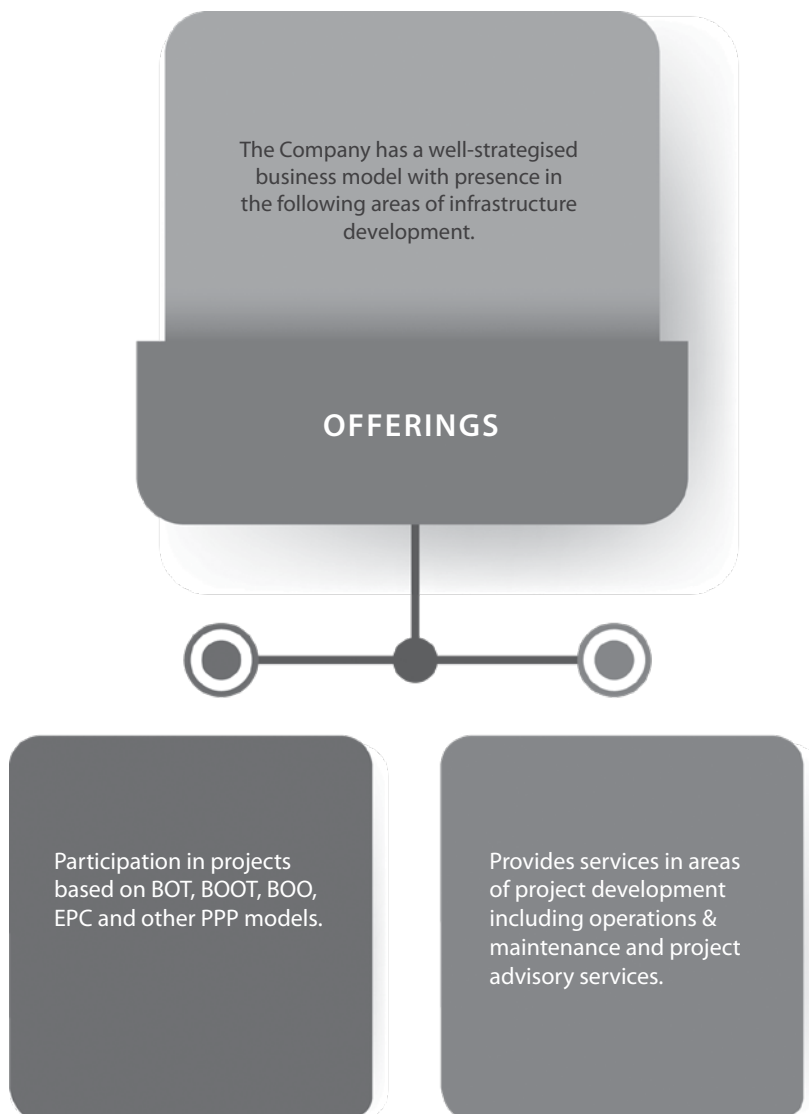 The Company has a well-strategised
business model with presence in
the following areas of infrastructure
development.
OFFERINGS
Participation in projects
based on BOT, BOOT, BOO,
EPC and other PPP models.
Provides services in areas
of project development
including operations &
maintenance and project
advisory services.